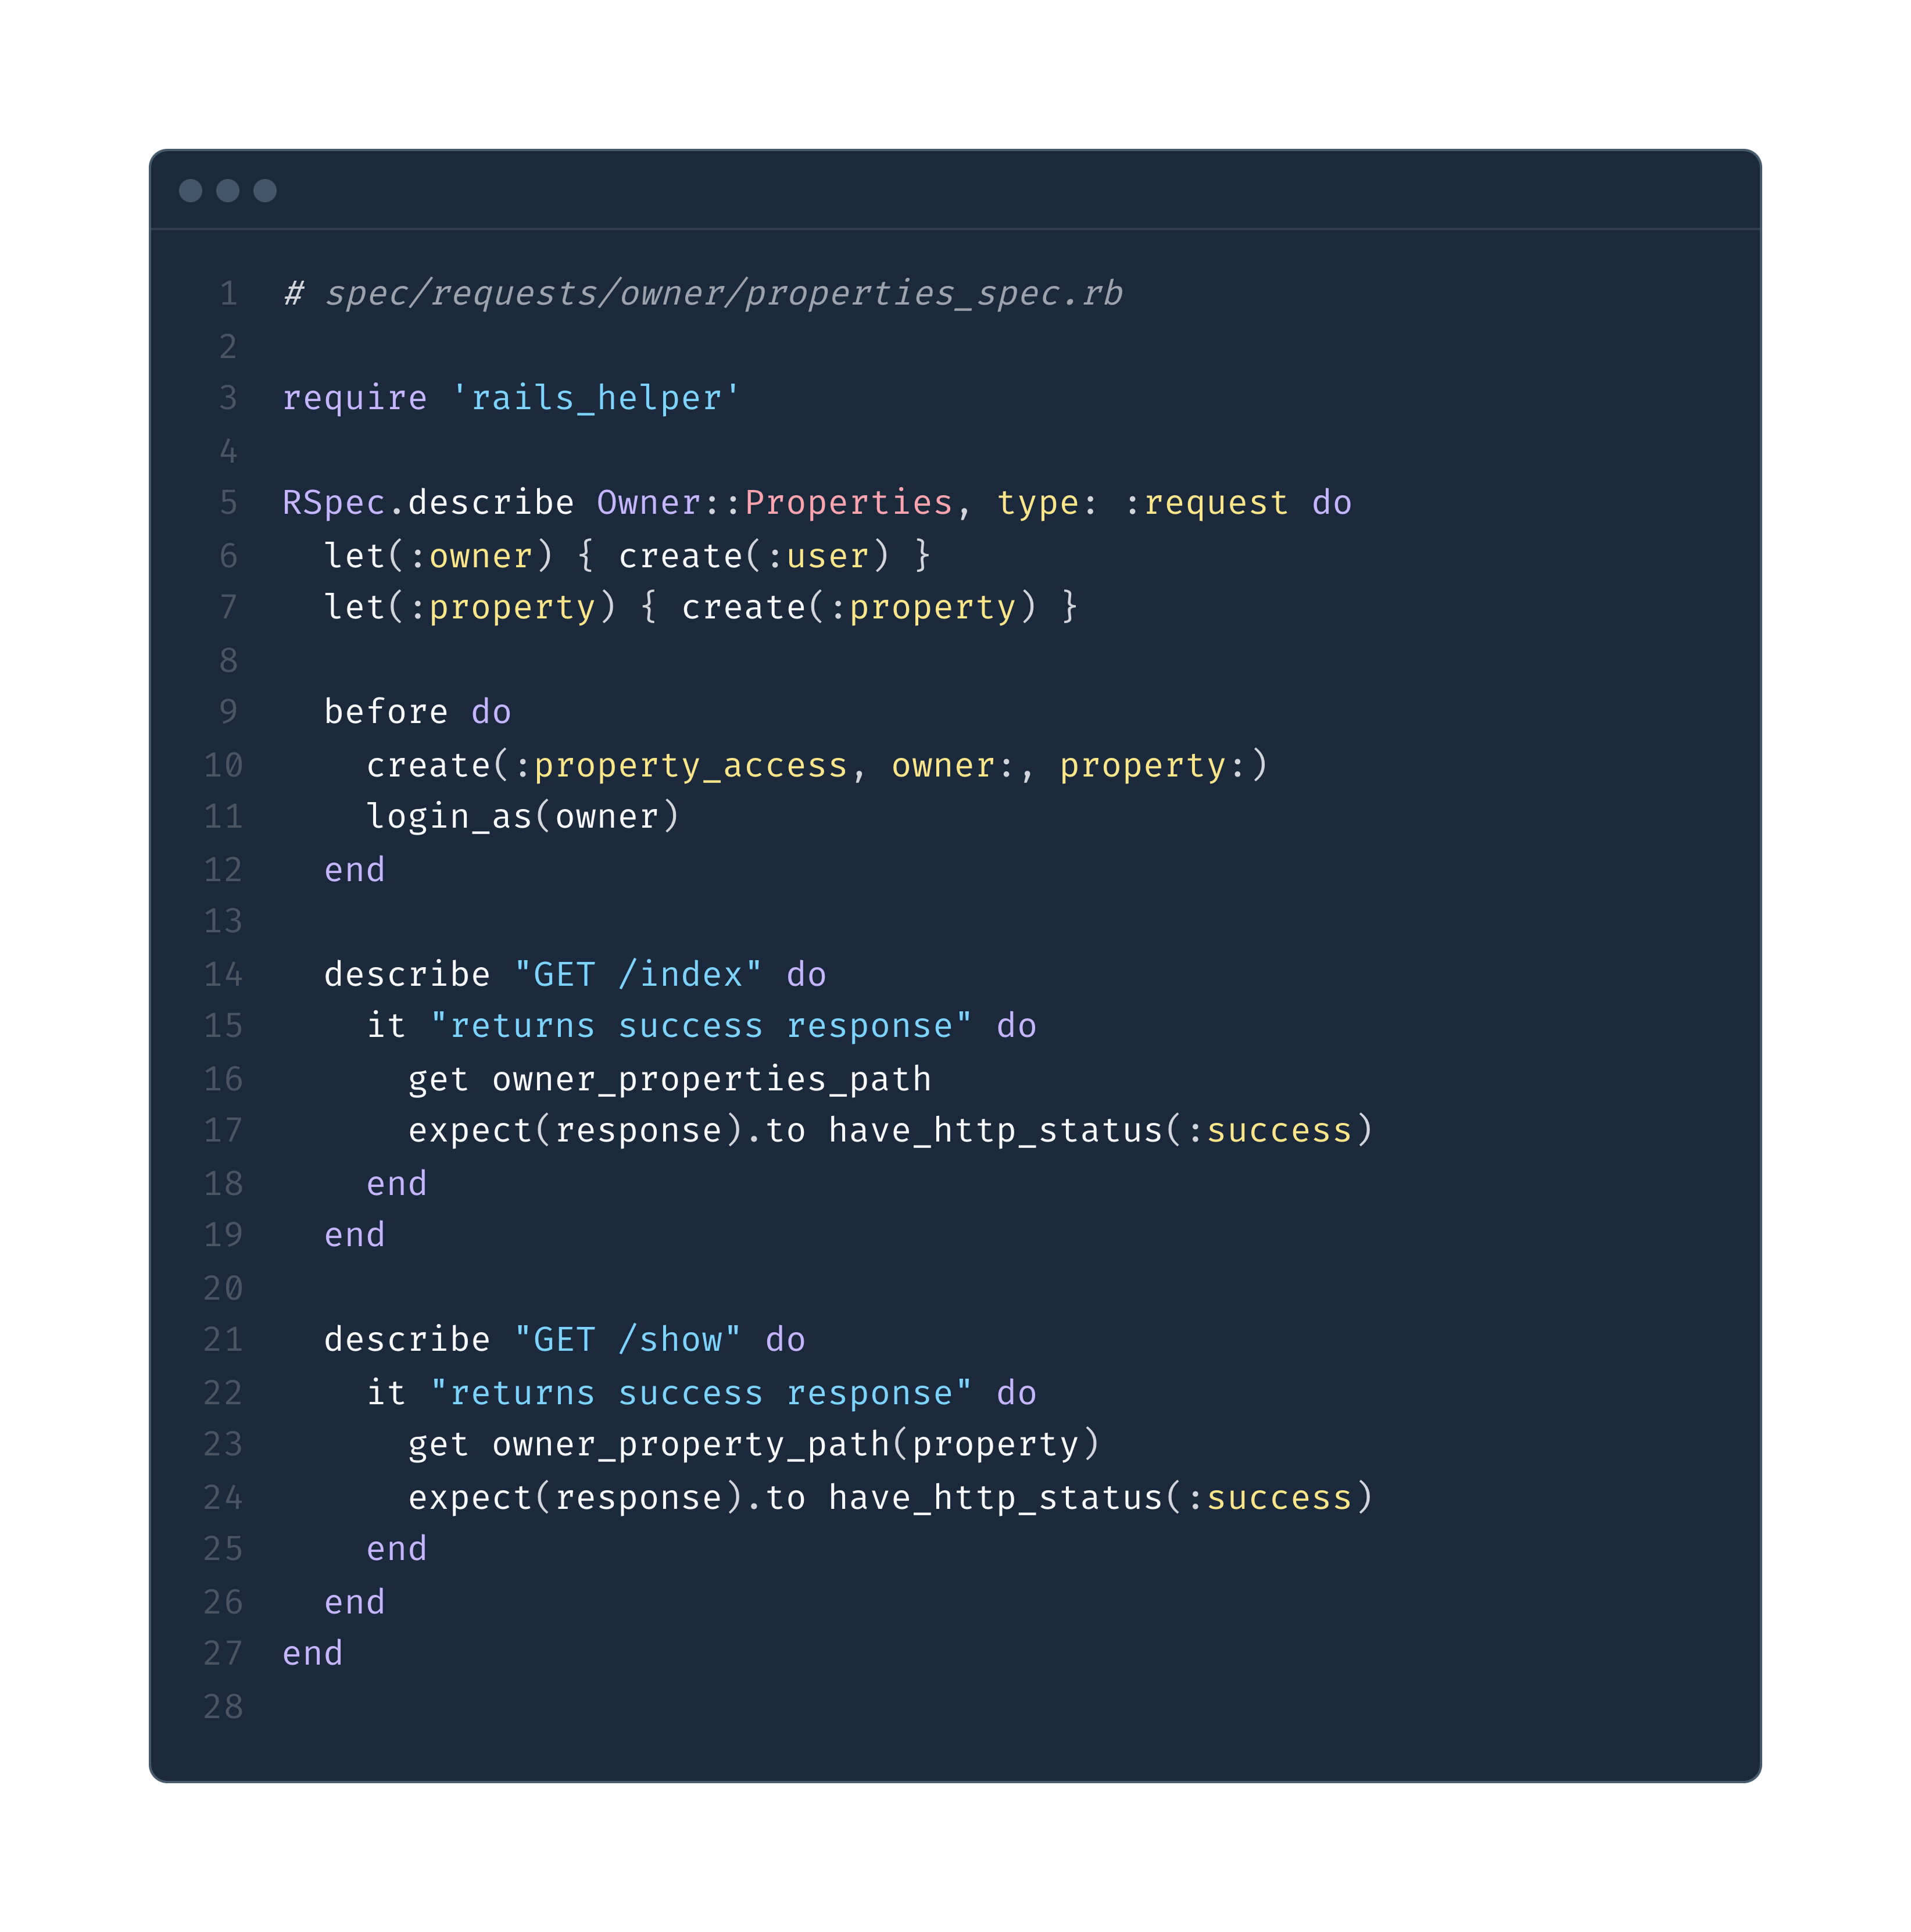 1 # spec/requests/owner/properties_spec.rb
2
3 require 'rails_helper'
4
5 RSpec.describe Owner::Properties, type: :request do
6   let(:owner) { create(:user) }
7   let(:property) { create(:property) }
8
9   before do
10     create(:property_access, owner:, property:)
11     login_as(owner)
12   end
13
14   describe "GET /index" do
15     it "returns success response" do
16       get owner_properties_path
17       expect(response).to have_http_status(:success)
18     end
19   end
20
21   describe "GET /show" do
22     it "returns success response" do
23       get owner_property_path(property)
24       expect(response).to have_http_status(:success)
25     end
26   end
27 end
28